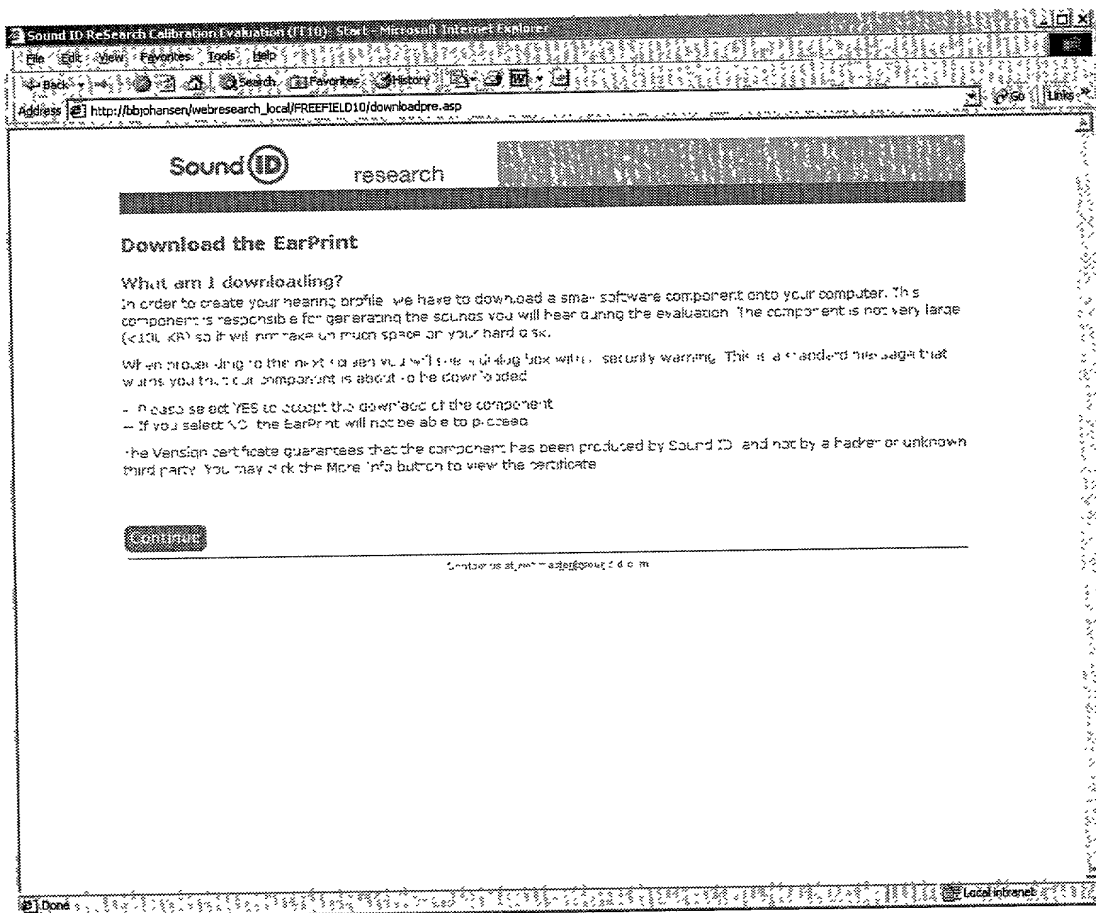 Sound ID ReSearch Calibration Evaluation (FF10)- Start - Microsoft Internet Explorer
File Edit View Favorites Tools Help
Back Search Favorites History
Address http://bbjohansen/webresearch_local/FREEFIELD10/downloadpre.asp Go Links »
Sound ID research
Download the EarPrint
What am I downloading?
In order to create your hearing profile, we have to download a small software component onto your computer. This
component is responsible for generating the sounds you will hear during the evaluation. The component is not very large
(<100 KB) so it will not take up much space on your hard disk.
When proceeding to the next screen you will see a dialog box with a security warning. This is a standard message that
warns you that our component is about to be downloaded
- Please select YES to accept the download of the component
- If you select NO, the EarPrint will not be able to proceed
The Verisign certificate guarantees that the component has been produced by Sound ID, and not by a hacker or unknown
third party. You may click the More Info button to view the certificate
Continue
Contact us at
Done Local intranet